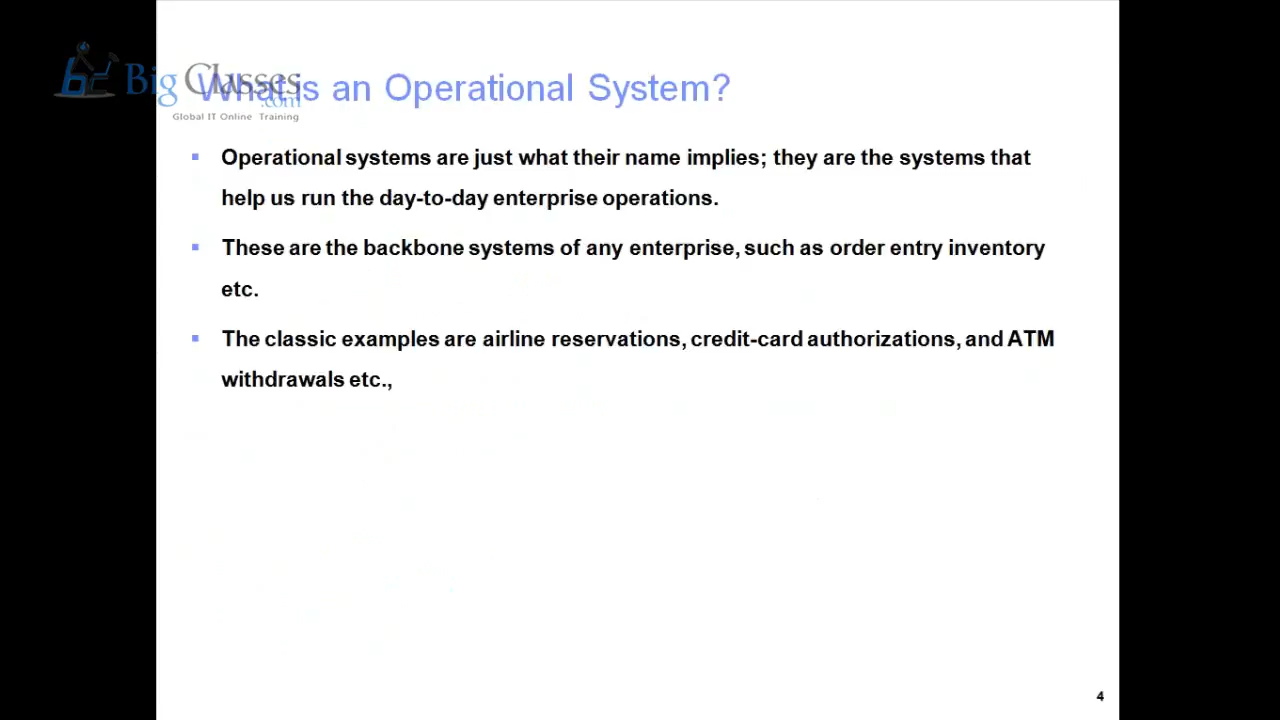 Big Classes
.com
Global IT Online Training
What is an Operational System?
▪ Operational systems are just what their name implies; they are the systems that
help us run the day-to-day enterprise operations.
▪ These are the backbone systems of any enterprise, such as order entry inventory
etc.
▪ The classic examples are airline reservations, credit-card authorizations, and ATM
withdrawals etc.,
4